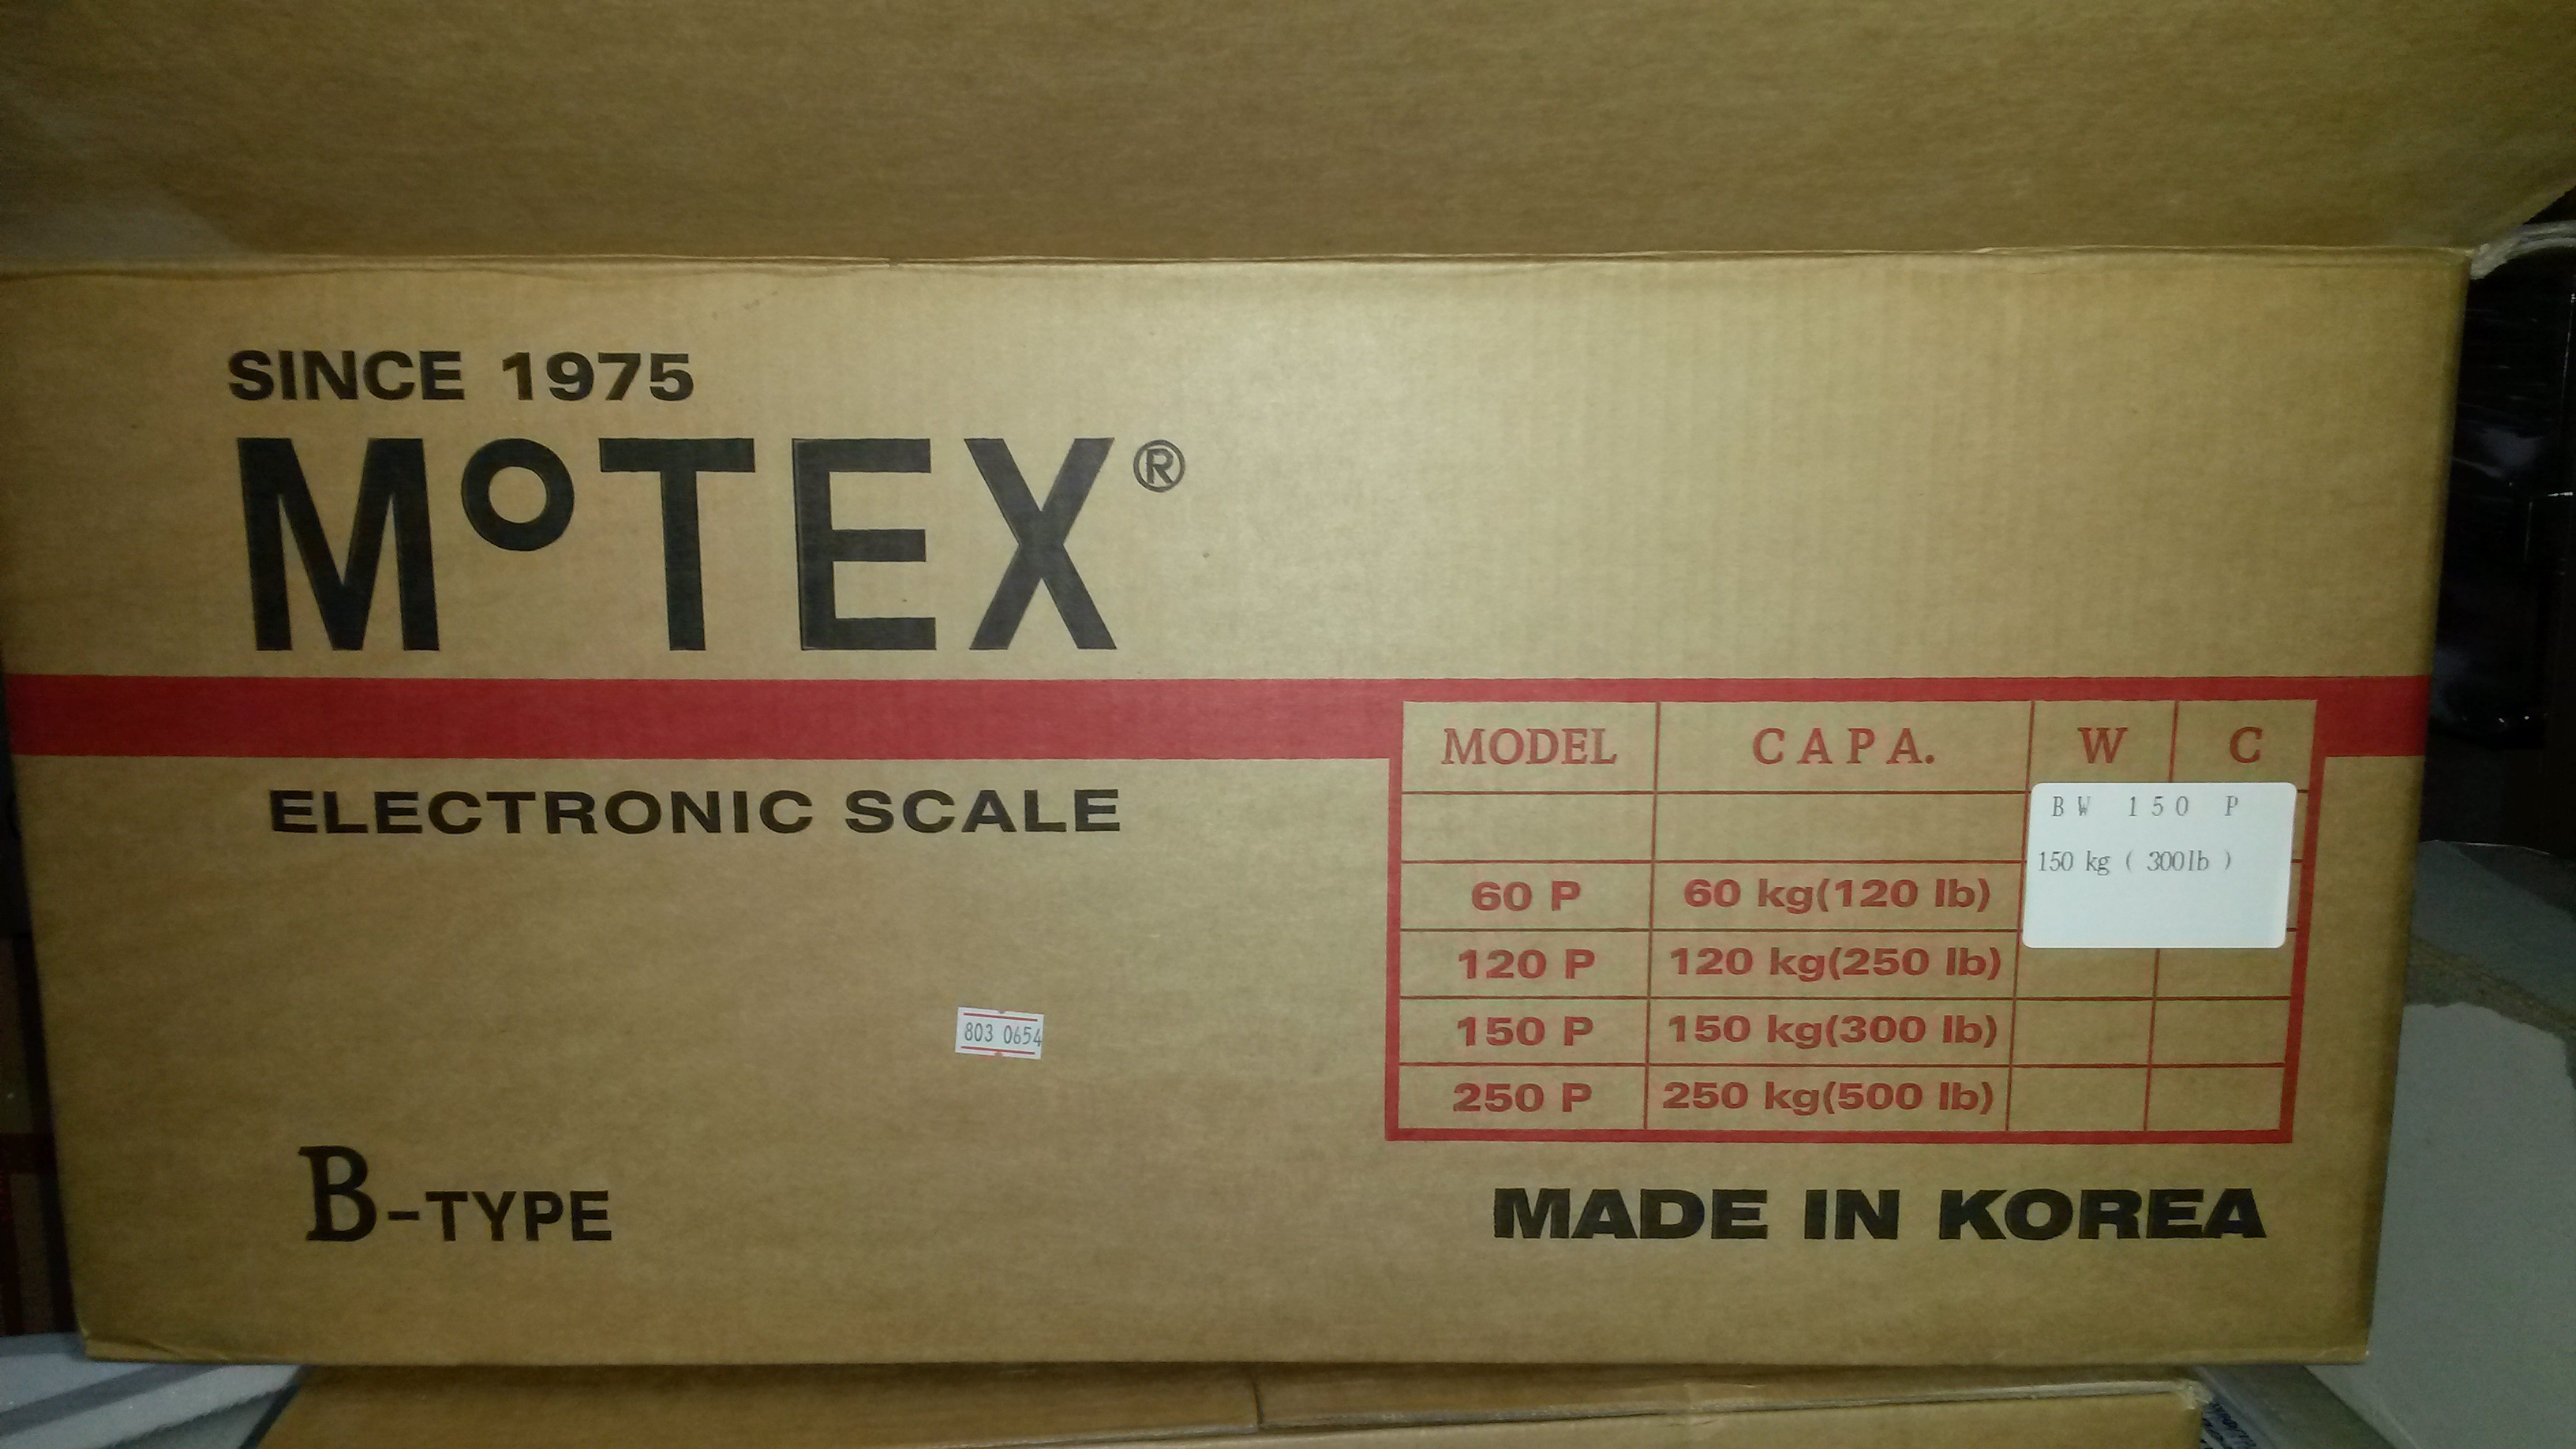 SINCE 1975
MOTEX®
ELECTRONIC SCALE
MODEL CAPA. W C
BW 150 P
150 kg ( 300lb )
60 P 60 kg(120 lb)
120 P 120 kg(250 lb)
150 P 150 kg(300 lb)
250 P 250 kg(500 lb)
803 0654
B-TYPE
MADE IN KOREA